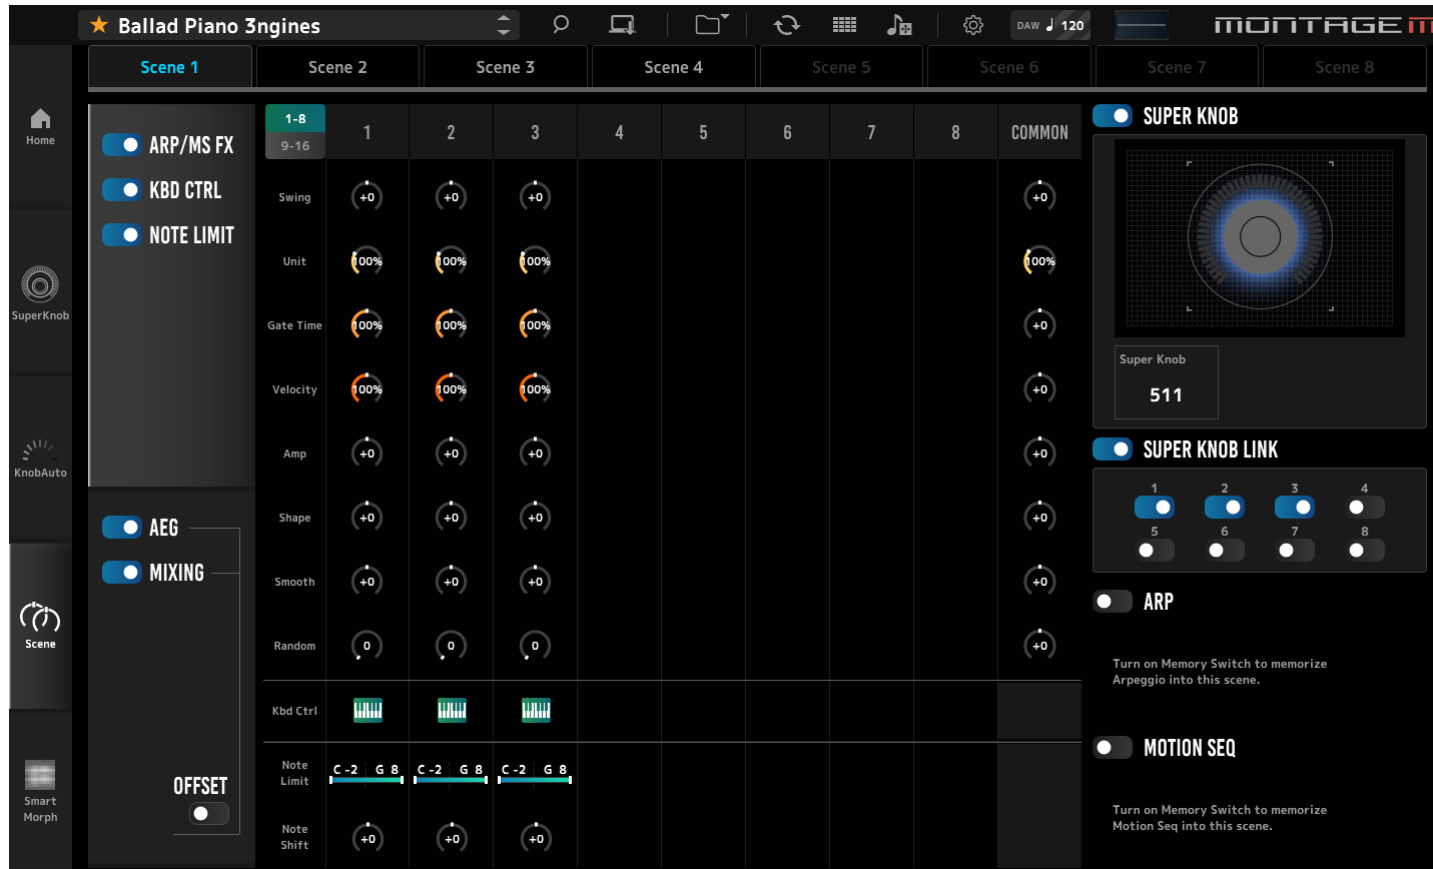 Ballad Piano 3ngines
DAW 120
MONTAGE M
Scene 1 Scene 2 Scene 3 Scene 4 Scene 5 Scene 6 Scene 7 Scene 8
Home
SuperKnob
KnobAuto
Scene
Smart
Morph
ARP/MS FX
KBD CTRL
NOTE LIMIT
AEG
MIXING
OFFSET
1-8
9-16
1 2 3 4 5 6 7 8 COMMON
Swing +0 +0 +0 +0
Unit 100% 100% 100% 100%
Gate Time 100% 100% 100% +0
Velocity 100% 100% 100% +0
Amp +0 +0 +0 +0
Shape +0 +0 +0 +0
Smooth +0 +0 +0 +0
Random 0 0 0 +0
Kbd Ctrl
Note
Limit
C -2 G 8 C -2 G 8 C -2 G 8
Note
Shift
+0 +0 +0
SUPER KNOB
Super Knob
511
SUPER KNOB LINK
1 2 3 4
5 6 7 8
ARP
Turn on Memory Switch to memorize
Arpeggio into this scene.
MOTION SEQ
Turn on Memory Switch to memorize
Motion Seq into this scene.